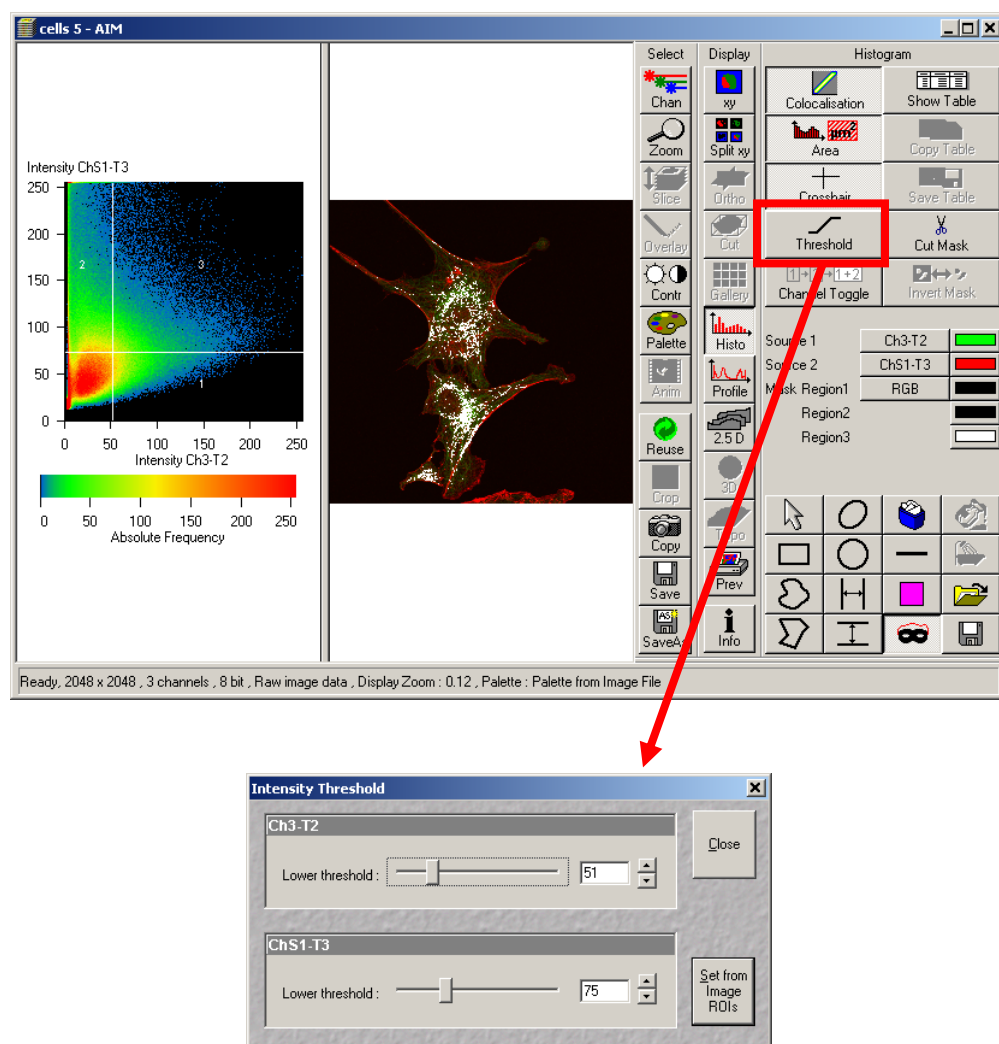 cells 5 - AIM
Intensity ChS1-T3
250
200
150
100
50
0
2
3
1
0 50 100 150 200 250
Intensity Ch3-T2
0 50 100 150 200 250
Absolute Frequency
Select
Chan
Zoom
Slice
Overlay
Contr
Palette
Anim
Reuse
Crop
Copy
Save
AS
SaveAs
Display
xy
Split xy
Ortho
Cut
Gallery
Histo
Profile
2.5 D
3D
Topo
Prev
Info
Histogram
Colocalisation
Show Table
µm²
Area
Copy Table
Crosshair
Save Table
Threshold
Cut Mask
1 1+2
Channel Toggle
Invert Mask
Source 1 Ch3-T2
Source 2 ChS1-T3
Mask Region1 RGB
Region2
Region3
Ready, 2048 x 2048 , 3 channels , 8 bit , Raw image data , Display Zoom : 0.12 , Palette : Palette from Image File
Intensity Threshold
Ch3-T2
Lower threshold : 51
Close
ChS1-T3
Lower threshold : 75
Set from
Image
ROIs